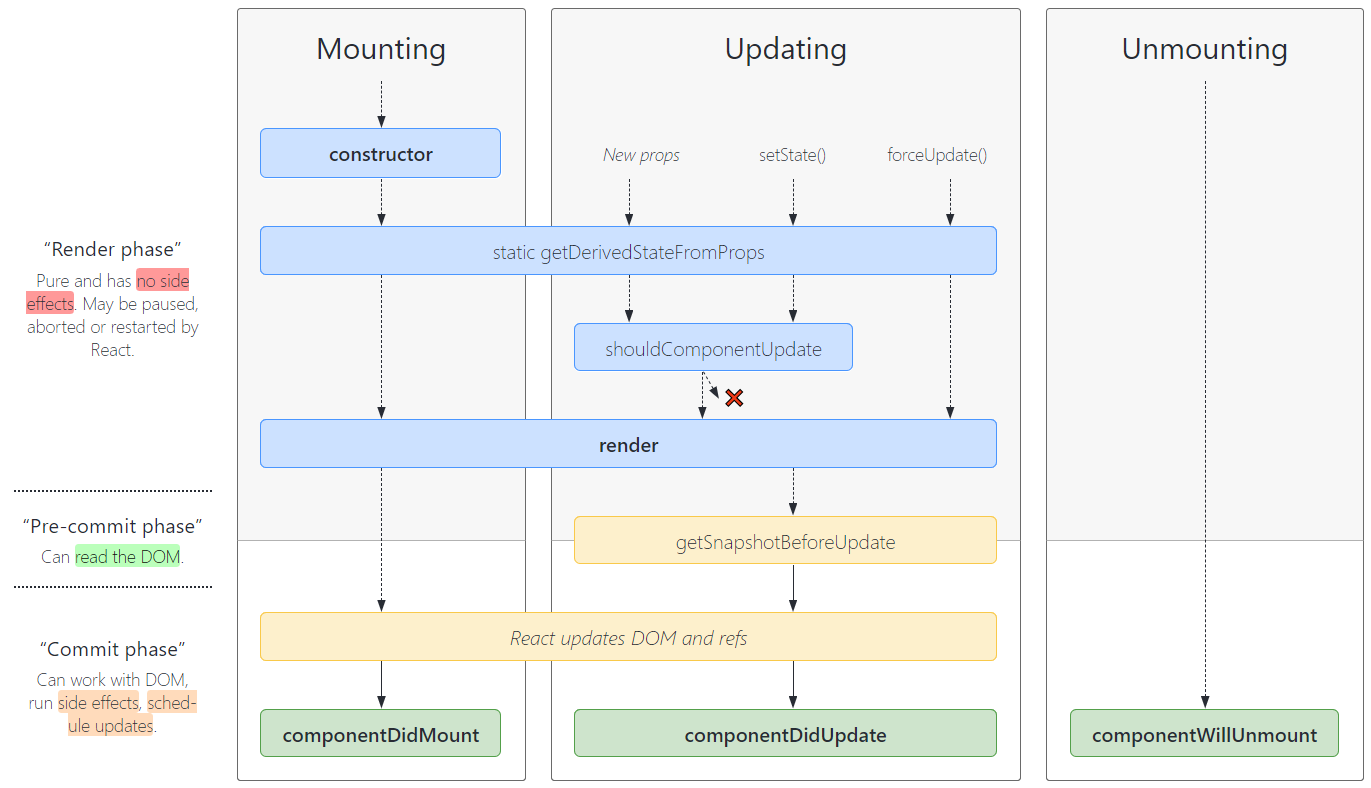 Mounting
Updating
Unmounting
constructor
New props
setState()
forceUpdate()
“Render phase”
Pure and has no side
effects. May be paused,
aborted or restarted by
React.
static getDerivedStateFromProps
shouldComponentUpdate
render
“Pre-commit phase”
Can read the DOM.
getSnapshotBeforeUpdate
“Commit phase”
Can work with DOM,
run side effects, sched-
ule updates.
React updates DOM and refs
componentDidMount
componentDidUpdate
componentWillUnmount